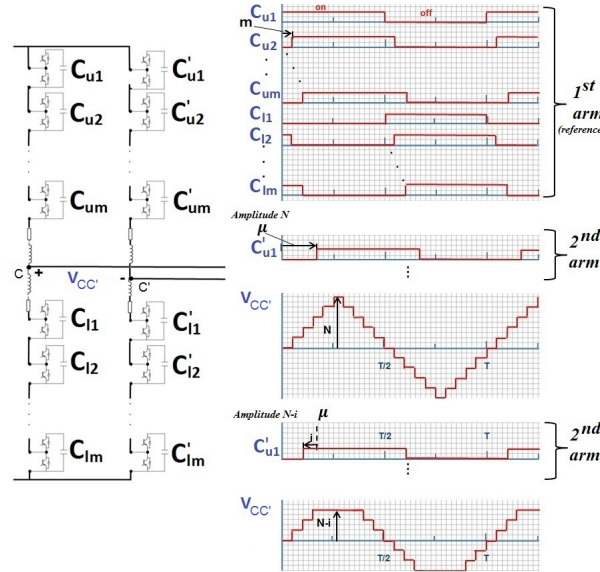 Cu1
Cu2
Cum
C
+
VCC'
Cl1
Cl2
Clm
C'u1
C'u2
C'um
-
C'
C'l1
C'l2
C'lm
Cu1
on
off
m
Cu2
Cum
Cl1
Cl2
Clm
1st
arm
(reference)
Amplitude N
μ
C'u1
2nd
arm
VCC'
N
T/2
T
Amplitude N-i
μ
i
C'u1
T/2
T
2nd
arm
VCC'
N-i
T/2
T